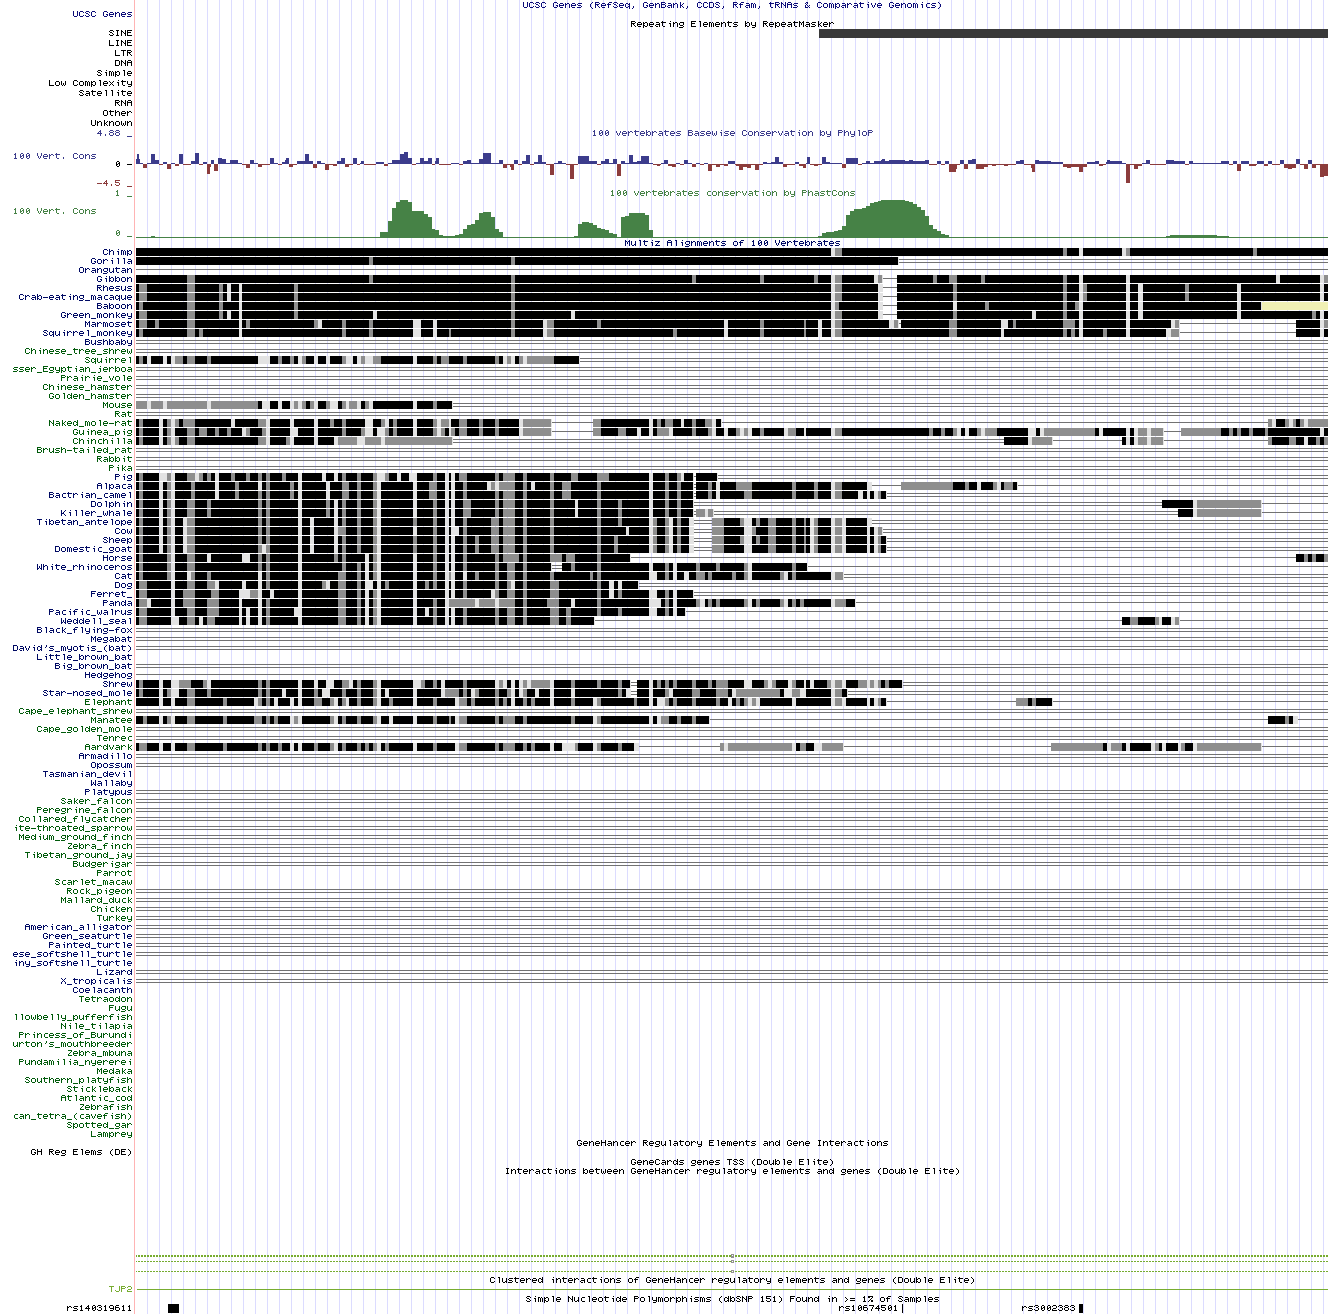 UCSC Genes (RefSeq, GenBank, CCDS, Rfam, tRNAs & Comparative Genomics)
UCSC Genes
Repeating Elements by RepeatMasker
SINE
LINE
LTR
DNA
Simple
Low Complexity
Satellite
RNA
Other
Unknown
4.88 _
100 vertebrates Basewise Conservation by PhyloP
100 Vert. Cons
0 _
-4.5 _
100 vertebrates conservation by PhastCons
1 _
100 Vert. Cons
0 _
Multiz Alignments of 100 Vertebrates
Chimp
Gorilla
Orangutan
Gibbon
Rhesus
Crab-eating_macaque
Baboon
Green_monkey
Marmoset
Squirrel_monkey
Bushbaby
Chinese_tree_shrew
Squirrel
sser_Egyptian_jerboa
Prairie_vole
Chinese_hamster
Golden_hamster
Mouse
Rat
Naked_mole-rat
Guinea_pig
Chinchilla
Brush-tailed_rat
Rabbit
Pika
Pig
Alpaca
Bactrian_camel
Dolphin
Killer_whale
Tibetan_antelope
Cow
Sheep
Domestic_goat
Horse
White_rhinoceros
Cat
Dog
Ferret_
Panda
Pacific_walrus
Weddell_seal
Black_flying-fox
Megabat
David's_myotis_(bat)
Little_brown_bat
Big_brown_bat
Hedgehog
Shrew
Star-nosed_mole
Elephant
Cape_elephant_shrew
Manatee
Cape_golden_mole
Tenrec
Aardvark
Armadillo
Opossum
Tasmanian_devil
Wallaby
Platypus
Saker_falcon
Peregrine_falcon
Collared_flycatcher
ite-throated_sparrow
Medium_ground_finch
Zebra_finch
Tibetan_ground_jay
Budgerigar
Parrot
Scarlet_macaw
Rock_pigeon
Mallard_duck
Chicken
Turkey
American_alligator
Green_seaturtle
Painted_turtle
ese_softshell_turtle
iny_softshell_turtle
Lizard
X_tropicalis
Coelacanth
Tetraodon
Fugu
llowbelly_pufferfish
Nile_tilapia
Princess_of_Burundi
urton's_mouthbreeder
Zebra_mbuna
Pundamilia_nyererei
Medaka
Southern_platyfish
Stickleback
Atlantic_cod
Zebrafish
can_tetra_(cavefish)
Spotted_gar
Lamprey
GeneHancer Regulatory Elements and Gene Interactions
GH Reg Elems (DE)
GeneCards genes TSS (Double Elite)
Interactions between GeneHancer regulatory elements and genes (Double Elite)
Clustered interactions of GeneHancer regulatory elements and genes (Double Elite)
TJP2
Simple Nucleotide Polymorphisms (dbSNP 151) Found in >= 1% of Samples
rs140319611 rs10674501 rs3002383